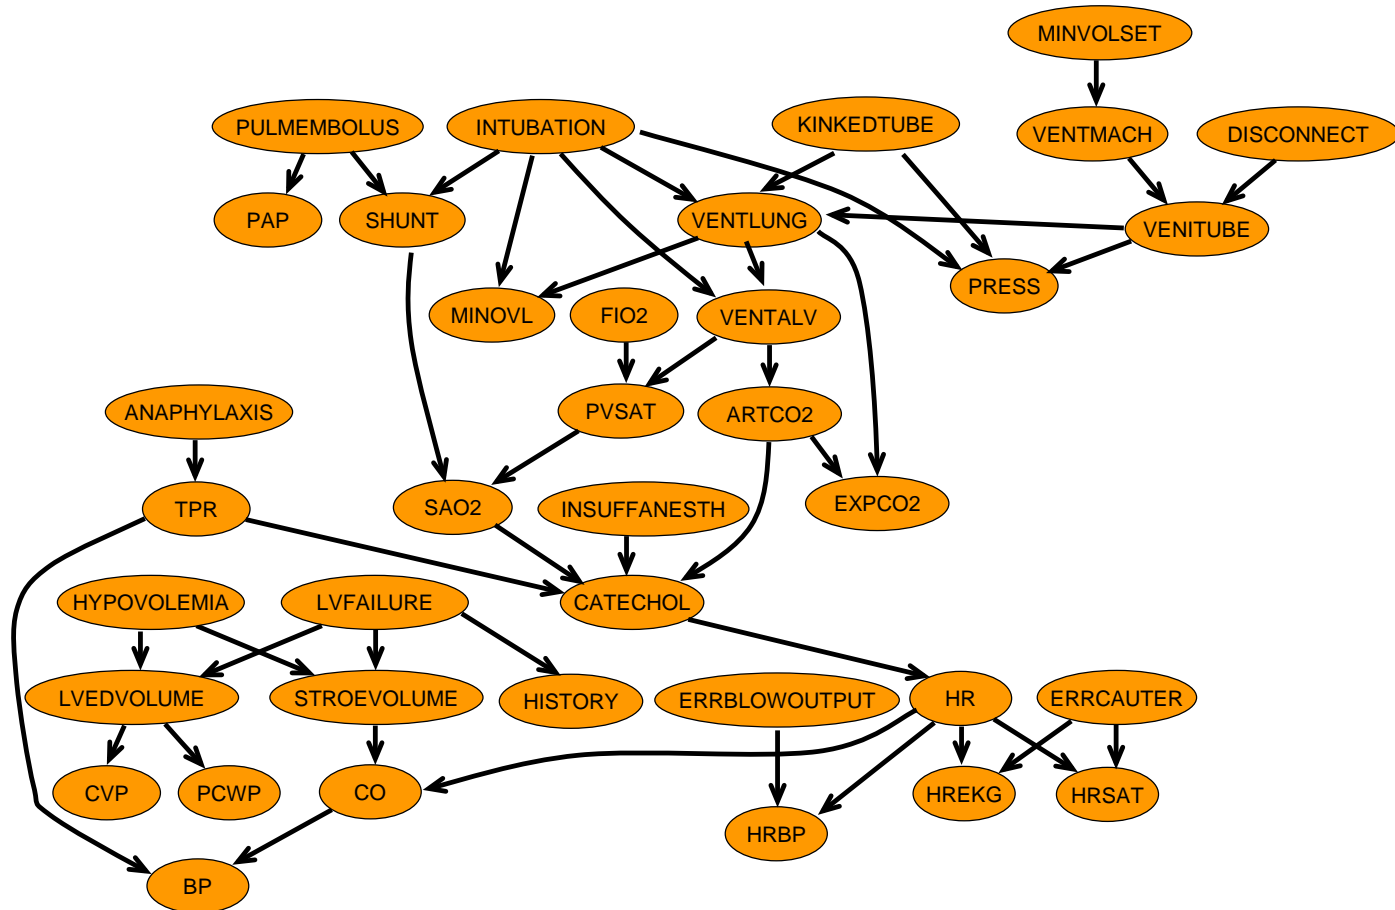 MINVOLSET
PULMEMBOLUS
INTUBATION
KINKEDTUBE
VENTMACH
DISCONNECT
PAP
SHUNT
VENTLUNG
VENITUBE
PRESS
MINOVL
FIO2
VENTALV
ANAPHYLAXIS
PVSAT
ARTCO2
TPR
SAO2
INSUFFANESTH
EXPCO2
HYPOVOLEMIA
LVFAILURE
CATECHOL
LVEDVOLUME
STROEVOLUME
HISTORY
ERRBLOWOUTPUT
HR
ERRCAUTER
CVP
PCWP
CO
HREKG
HRSAT
HRBP
BP